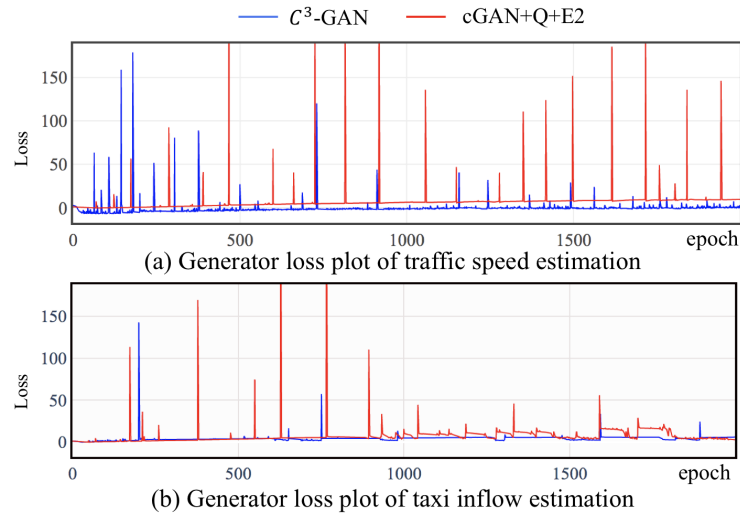 C³-GAN cGAN+Q+E2
150
100
50
0
Loss
0 500 1000 1500 epoch
(a) Generator loss plot of traffic speed estimation
150
100
50
0
Loss
0 500 1000 1500 epoch
(b) Generator loss plot of taxi inflow estimation